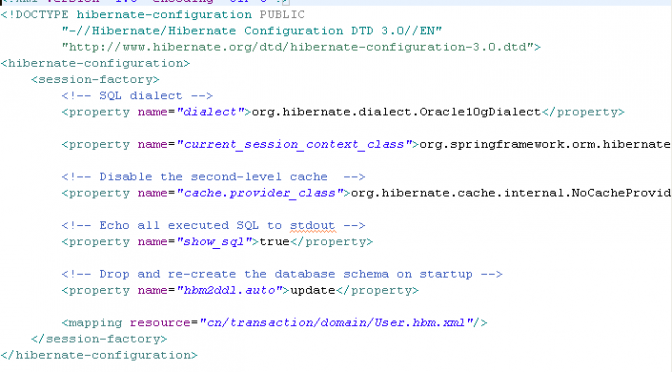 <!DOCTYPE hibernate-configuration PUBLIC
"-//Hibernate/Hibernate Configuration DTD 3.0//EN"
"http://www.hibernate.org/dtd/hibernate-configuration-3.0.dtd">
<hibernate-configuration>
<session-factory>
<!-- SQL dialect -->
<property name="dialect">org.hibernate.dialect.Oracle10gDialect</property>
<property name="current_session_context_class">org.springframework.orm.hibernate
<!-- Disable the second-level cache -->
<property name="cache.provider_class">org.hibernate.cache.internal.NoCacheProvid
<!-- Echo all executed SQL to stdout -->
<property name="show_sql">true</property>
<!-- Drop and re-create the database schema on startup -->
<property name="hbm2ddl.auto">update</property>
<mapping resource="cn/transaction/domain/User.hbm.xml"/>
</session-factory>
</hibernate-configuration>